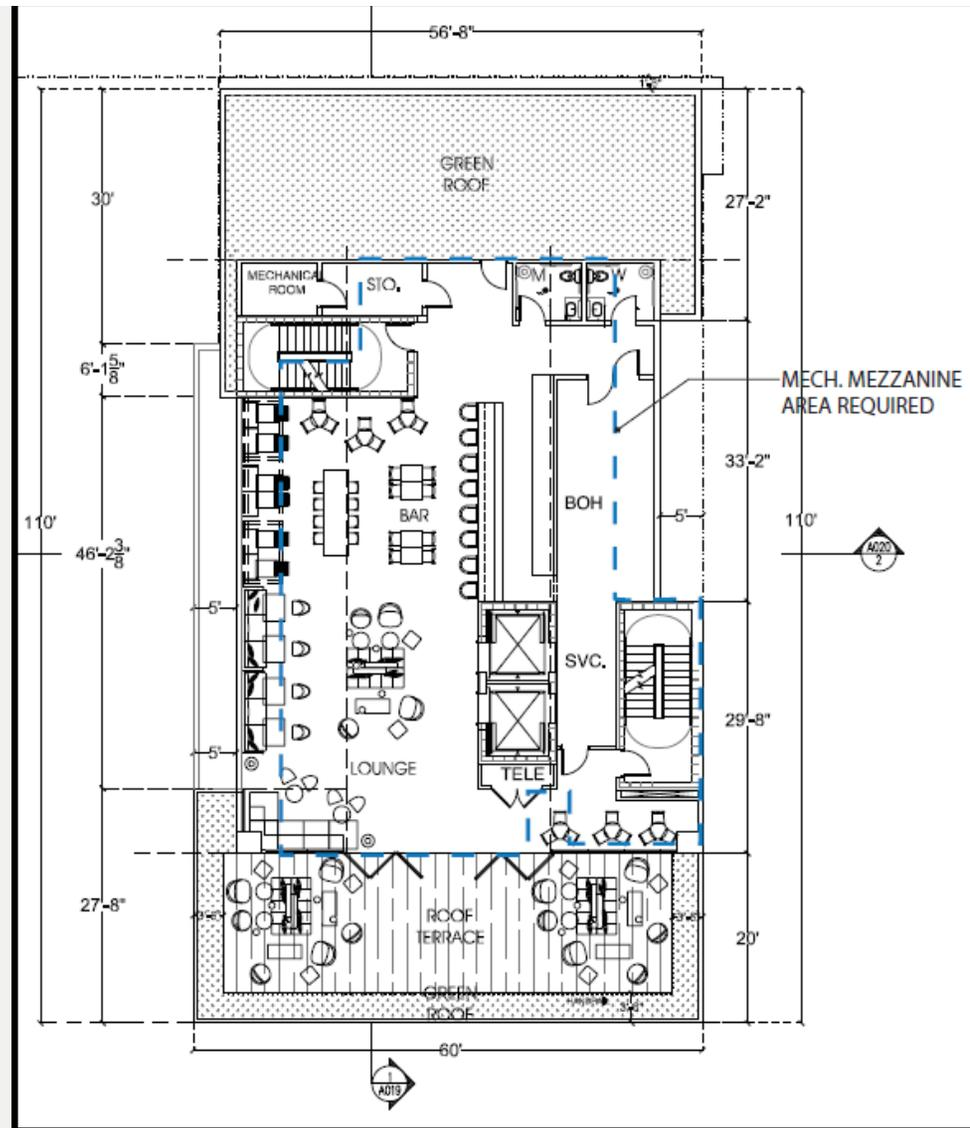 56'-8"
GREEN
ROOF
30'
27'-2"
MECHANICAL
ROOM
STO.
M
W
6'-1 5/8"
MECH. MEZZANINE
AREA REQUIRED
33'-2"
BOH
BAR
5'
110'
110'
46'-2 3/8"
A020
2
5'
SVC.
29'-8"
5'
LOUNGE
TELE
27'-8"
ROOF
TERRACE
20'
GREEN
ROOF
3'-6"
60'
1
A019